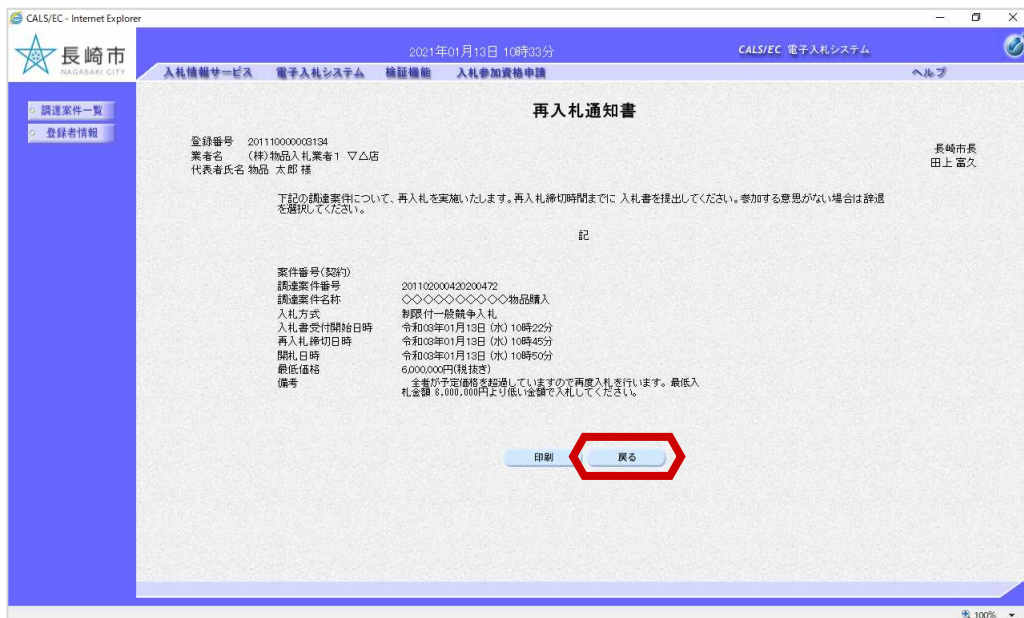 CALS/EC - Internet Explorer
長崎市
NAGASAKI CITY
2021年01月13日 10時33分
CALS/EC 電子入札システム
入札情報サービス 電子入札システム 検証機能 入札参加資格申請 ヘルプ
調達案件一覧
登録者情報
再入札通知書
登録番号 201110000003134
業者名 (株)物品入札業者1 ▽△店
代表者氏名 物品 太郎 様
長崎市長
田上 富久
下記の調達案件について、再入札を実施いたします。再入札締切時間までに 入札書を提出してください。参加する意思がない場合は辞退
を選択してください。
記
案件番号(契約)
調達案件番号 201102000420200472
調達案件名称 ◇◇◇◇◇◇◇◇◇◇物品購入
入札方式 制限付一般競争入札
入札書受付開始日時 令和03年01月13日 (水) 10時22分
再入札締切日時 令和03年01月13日 (水) 10時45分
開札日時 令和03年01月13日 (水) 10時50分
最低価格 6,000,000円(税抜き)
備考 全者が予定価格を超過していますので再度入札を行います。最低入
札金額 6,000,000円より低い金額で入札してください。
印刷 戻る
100%